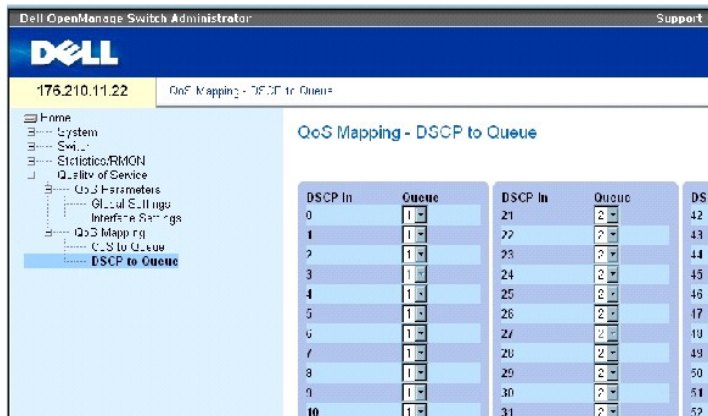 Dell OpenManage Switch Administrator Support
DELL
176.210.11.22 QoS Mapping - DSCP to Queue
Home
System
Switch
Statistics/RMON
Quality of Service
QoS Parameters
Global Settings
Interface Settings
QoS Mapping
CoS to Queue
DSCP to Queue
QoS Mapping - DSCP to Queue
DSCP In Queue DSCP In Queue DS
0 1 21 2 42
1 1 22 2 43
2 1 23 2 44
3 1 24 2 45
4 1 25 2 46
5 1 26 2 47
6 1 27 2 48
7 1 28 2 49
8 1 29 2 50
9 1 30 2 51
10 1 31 2 52